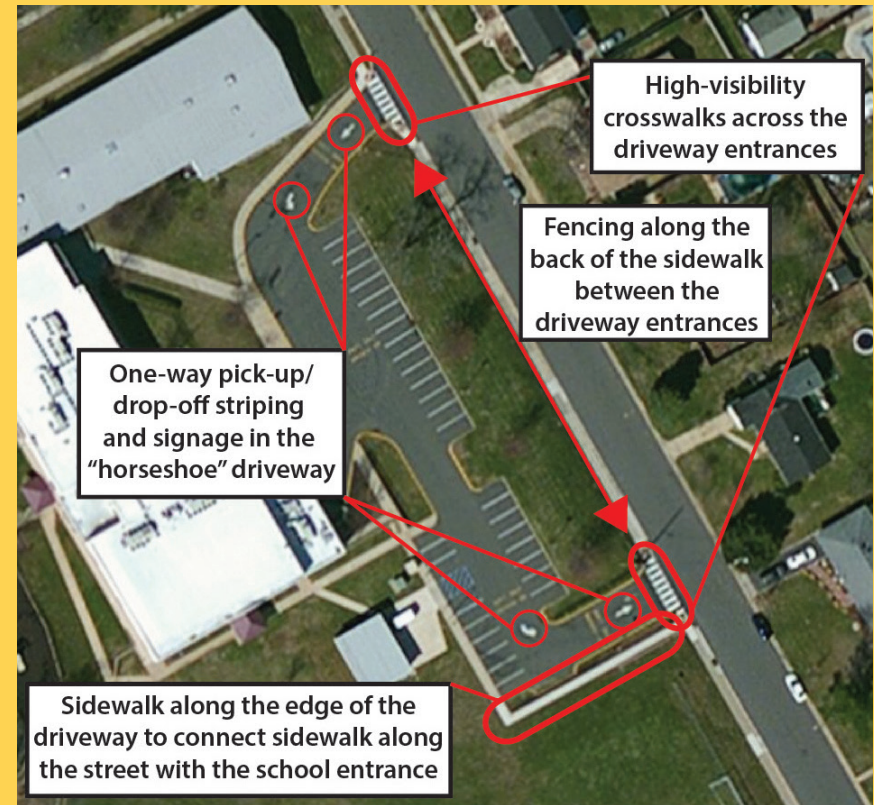 High-visibility
crosswalks across the
driveway entrances
Fencing along the
back of the sidewalk
between the
driveway entrances
One-way pick-up/
drop-off striping
and signage in the
“horseshoe” driveway
Sidewalk along the edge of the
driveway to connect sidewalk along
the street with the school entrance